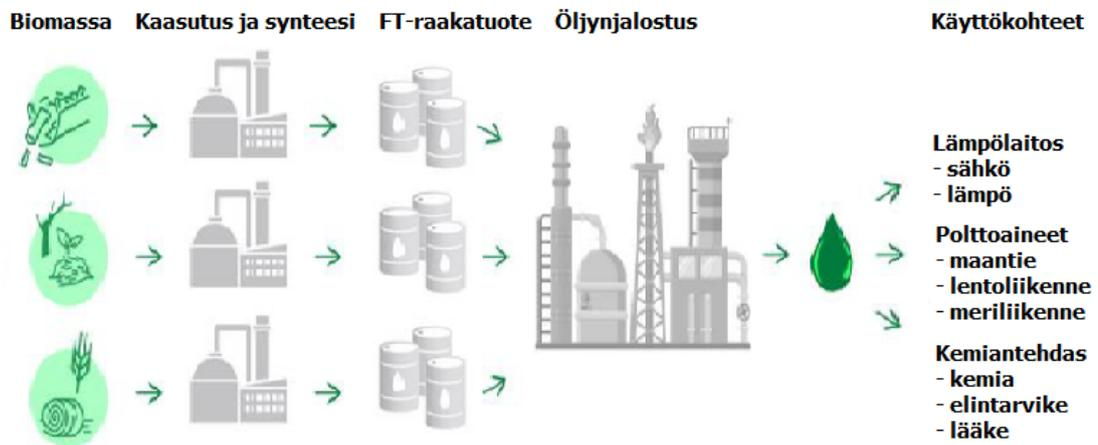 Biomassa
Kaasutus ja synteesi
FT-raakatuote
Öljynjalostus
Käyttökohteet
Lämpölaitos
- sähkö
- lämpö
Polttoaineet
- maantie
- lentoliikenne
- meriliikenne
Kemiantehdas
- kemia
- elintarvike
- lääke